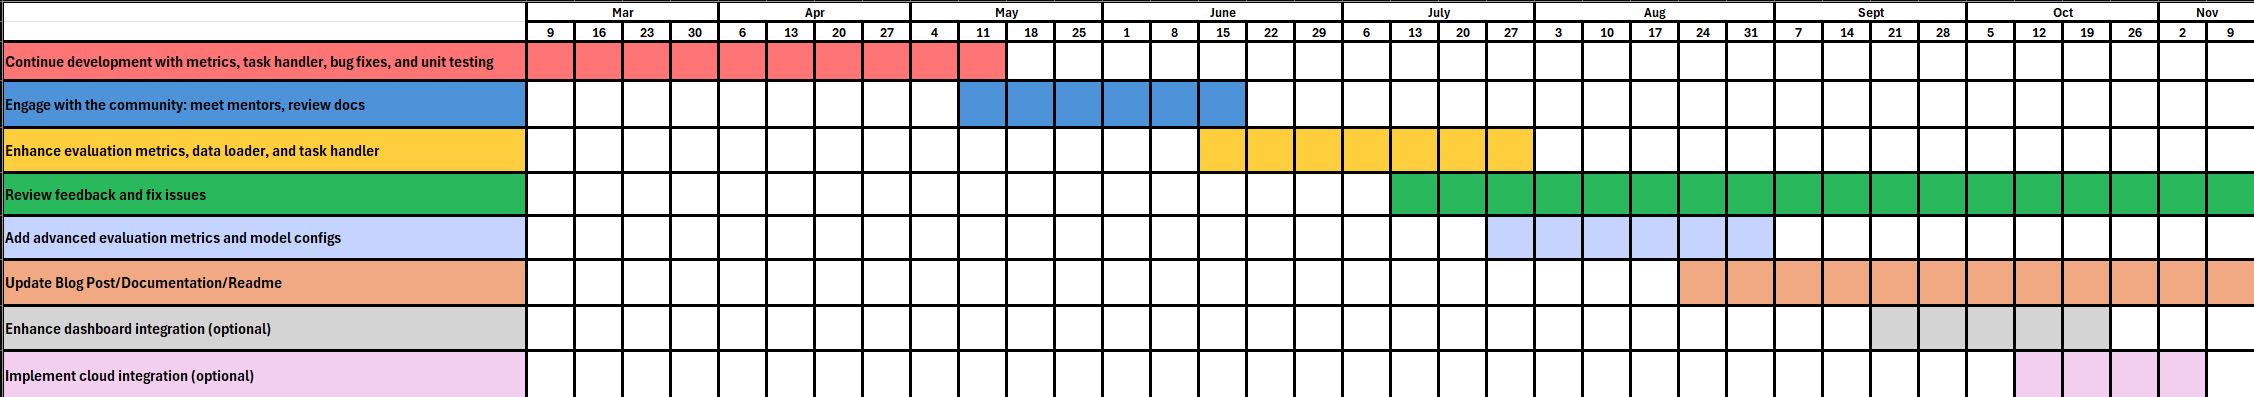 Mar Apr May June July Aug Sept Oct Nov
9 16 23 30 6 13 20 27 4 11 18 25 1 8 15 22 29 6 13 20 27 3 10 17 24 31 7 14 21 28 5 12 19 26 2 9
Continue development with metrics, task handler, bug fixes, and unit testing
Engage with the community: meet mentors, review docs
Enhance evaluation metrics, data loader, and task handler
Review feedback and fix issues
Add advanced evaluation metrics and model configs
Update Blog Post/Documentation/Readme
Enhance dashboard integration (optional)
Implement cloud integration (optional)